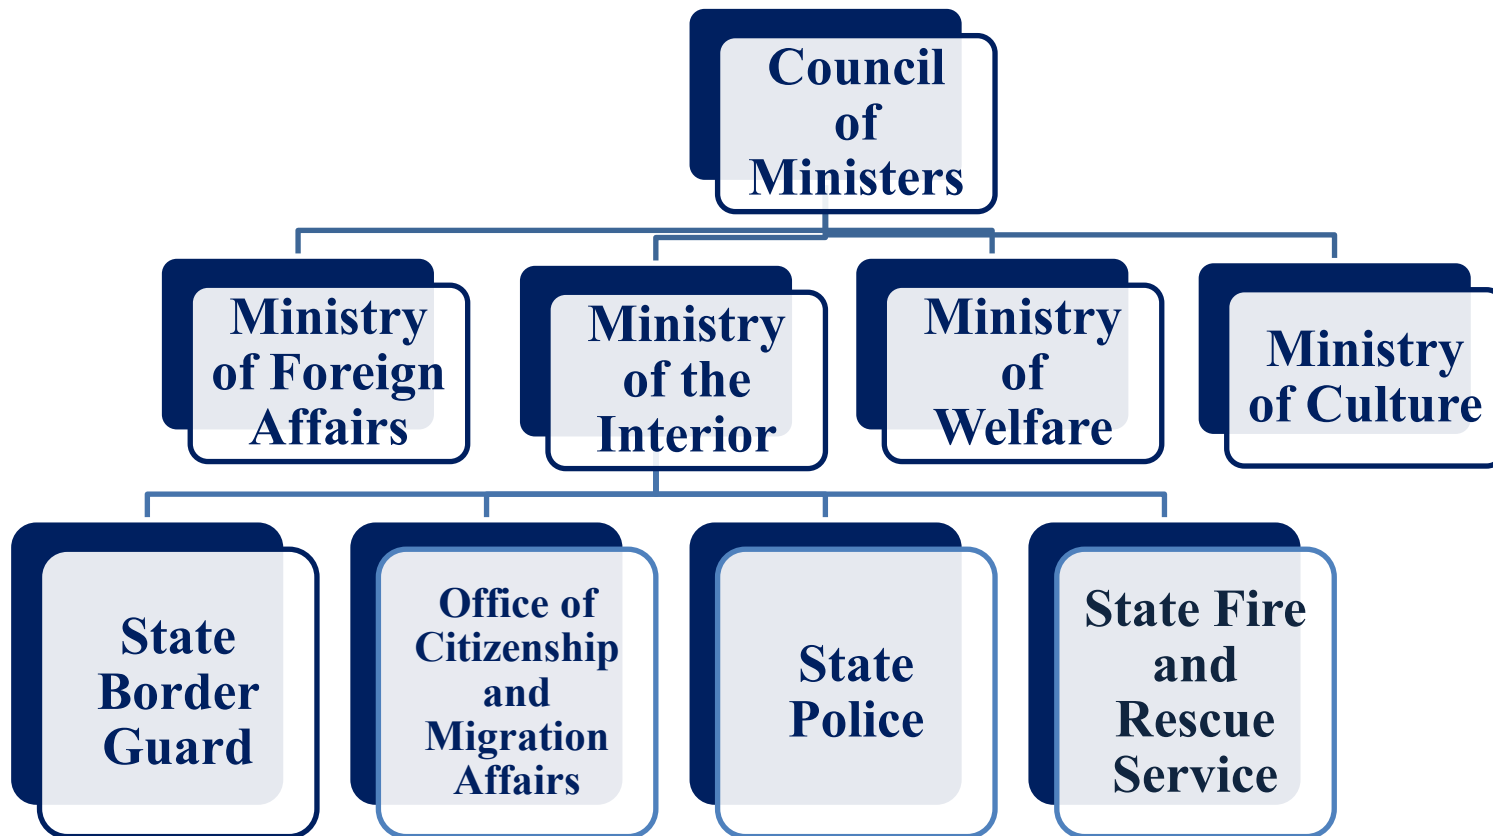 Council
of
Ministers
Ministry
of Foreign
Affairs
Ministry
of the
Interior
Ministry
of
Welfare
Ministry
of Culture
State
Border
Guard
Office of
Citizenship
and
Migration
Affairs
State
Police
State Fire
and
Rescue
Service